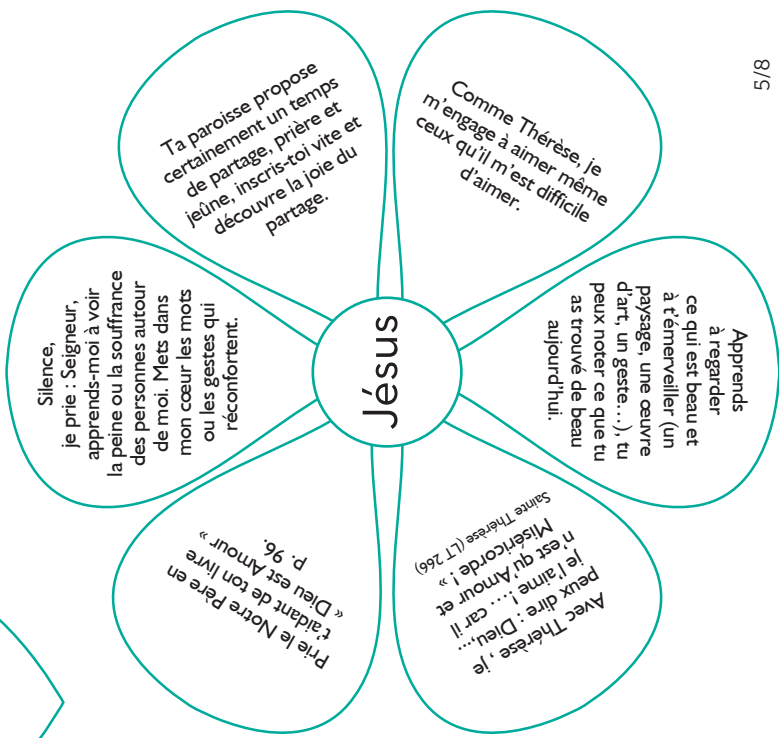 Silence,
je prie : Seigneur,
apprends-moi à voir
la peine ou la souffrance
des personnes autour
de moi. Mets dans
mon cœur les mots
ou les gestes qui
réconfortent.
Ta paroisse propose
certainement un temps
de partage, prière et
jeûne, inscris-toi vite et
découvre la joie du
partage.
Comme Thérèse, je
m’engage à aimer même
ceux qu’il m’est difficile
d’aimer.
Apprends
à regarder
ce qui est beau et
à t’émerveiller (un
paysage, une œuvre
d’art, un geste…), tu
peux noter ce que tu
as trouvé de beau
aujourd’hui.
Avec Thérèse , je
peux dire : Dieu,...
je l’aime ! … car il
n’est qu’Amour et
Miséricorde ! »
Sainte Thérèse (LT 266)
Prie le Notre Père en
t’aidant de ton livre
« Dieu est Amour »
p. 96.
Jésus
5/8